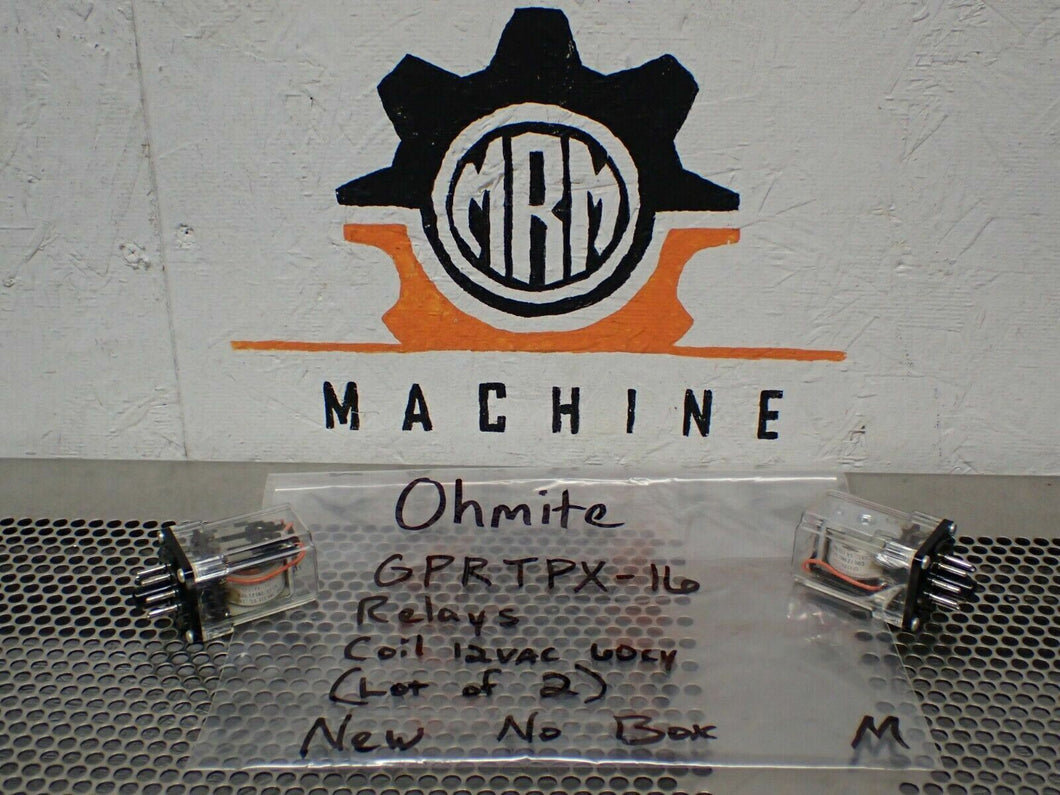 MRM
MACHINE
Ohmite
GPRTPX-16
Relays
Coil 12VAC 60CY
(Lot of 2)
New No Box M